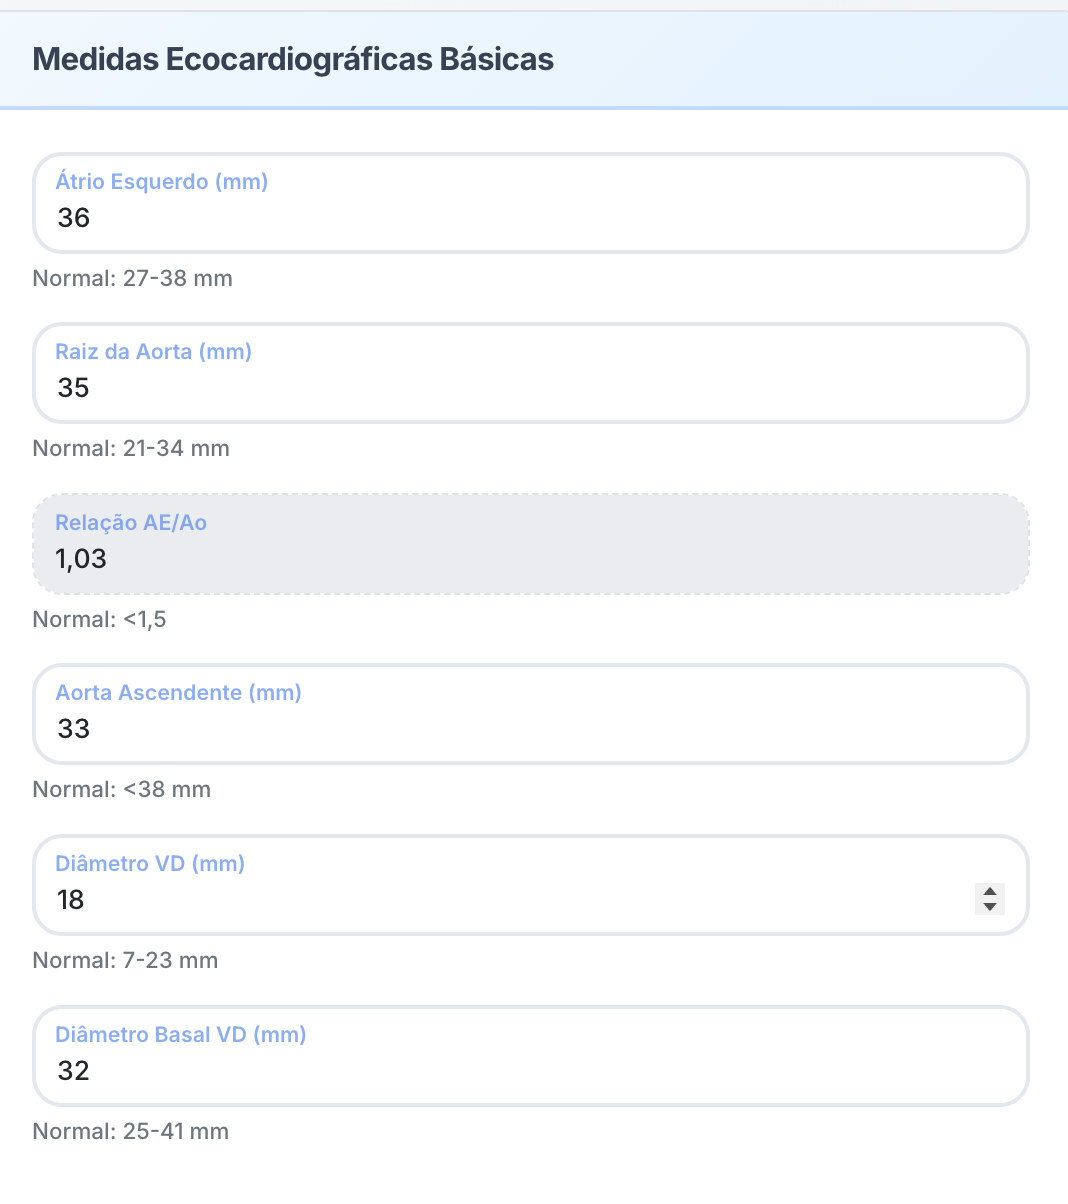 Medidas Ecocardiográficas Básicas
Átrio Esquerdo (mm)
36
Normal: 27-38 mm
Raiz da Aorta (mm)
35
Normal: 21-34 mm
Relação AE/Ao
1,03
Normal: <1,5
Aorta Ascendente (mm)
33
Normal: <38 mm
Diâmetro VD (mm)
18
Normal: 7-23 mm
Diâmetro Basal VD (mm)
32
Normal: 25-41 mm